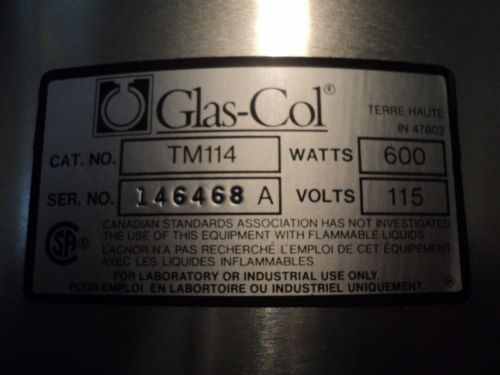 Glas-Col®
TERRE HAUTE
IN 47802
CAT. NO. TM114 WATTS 600
SER. NO. 146468 A VOLTS 115
CANADIAN STANDARDS ASSOCIATION HAS NOT INVESTIGATED
THE USE OF THIS EQUIPMENT WITH FLAMMABLE LIQUIDS
L'ACNOR N'A PAS RECHERCHÉ L'EMPLOI DE CET ÉQUIPEMENT
AVEC LES LIQUIDES INFLAMMABLES.
FOR LABORATORY OR INDUSTRIAL USE ONLY.
POUR EMPLOI EN LABORTOIRE OU INDUSTRIEL UNIQUEMENT.
SA®
®